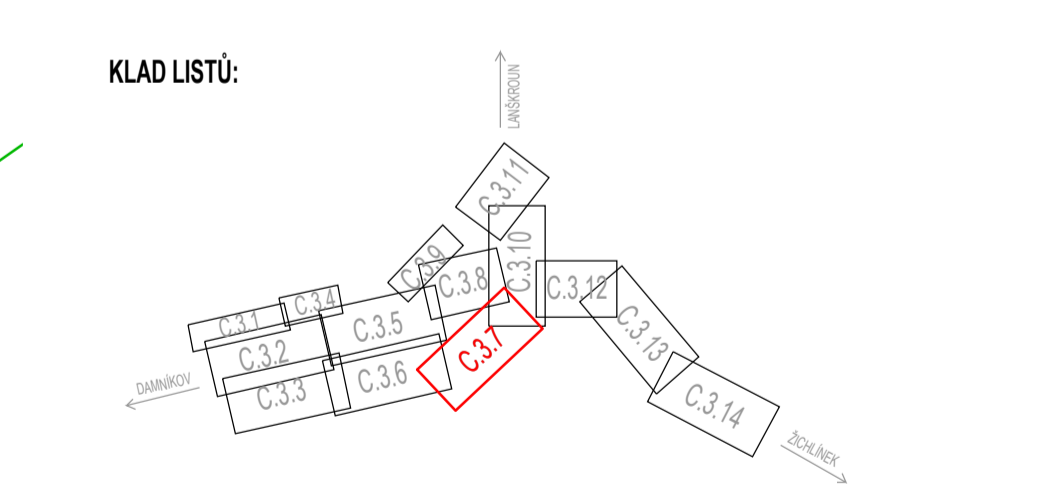 KLAD LISTŮ:
LANŠKROUN
C.3.11
C.3.10
C.3.9
C.3.8
C.3.12
C.3.4
C.3.1
C.3.5
C.3.13
C.3.2
C.3.7
C.3.6
DAMNÍKOV
C.3.3
C.3.14
ŽICHLÍNEK